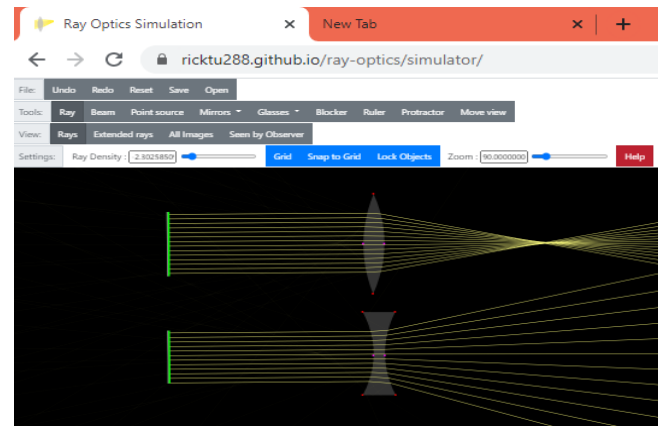 Ray Optics Simulation × New Tab × +
ricktu288.github.io/ray-optics/simulator/
File: Undo Redo Reset Save Open
Tools: Ray Beam Point source Mirrors Glasses Blocker Ruler Protractor Move view
View: Rays Extended rays All Images Seen by Observer
Settings: Ray Density : -2.3025850 Grid Snap to Grid Lock Objects Zoom : 90.0000000 Help